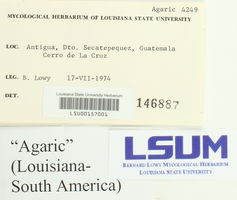 Agaric 4249
MYCOLOGICAL HERBARIUM OF LOUISIANA STATE UNIVERSITY
LOC. Antigua, Dto. Secatepequez, Guatemala
Cerro de La Cruz
LEG. B. Lowy 17-VII-1974
DET.
Louisiana State University Herbarium
LSU00157001
146887
"Agaric"
(Louisiana-
South America)
LSUM
BERNARD LOWY MYCOLOGICAL HERBARIUM
LOUISIANA STATE UNIVERSITY